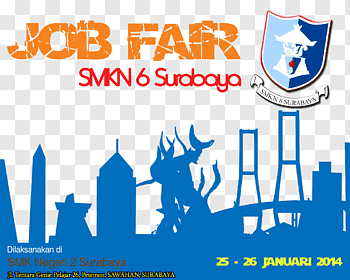 JOB FAIR
SMKN 6 Surabaya
SMKN 6 SURABAYA
Dilaksanakan di
SMK Negeri 2 Surabaya
Jl. Tentara Genie Pelajar 26, Petemon, SAWAHAN, SURABAYA
25 - 26 JANUARI 2014